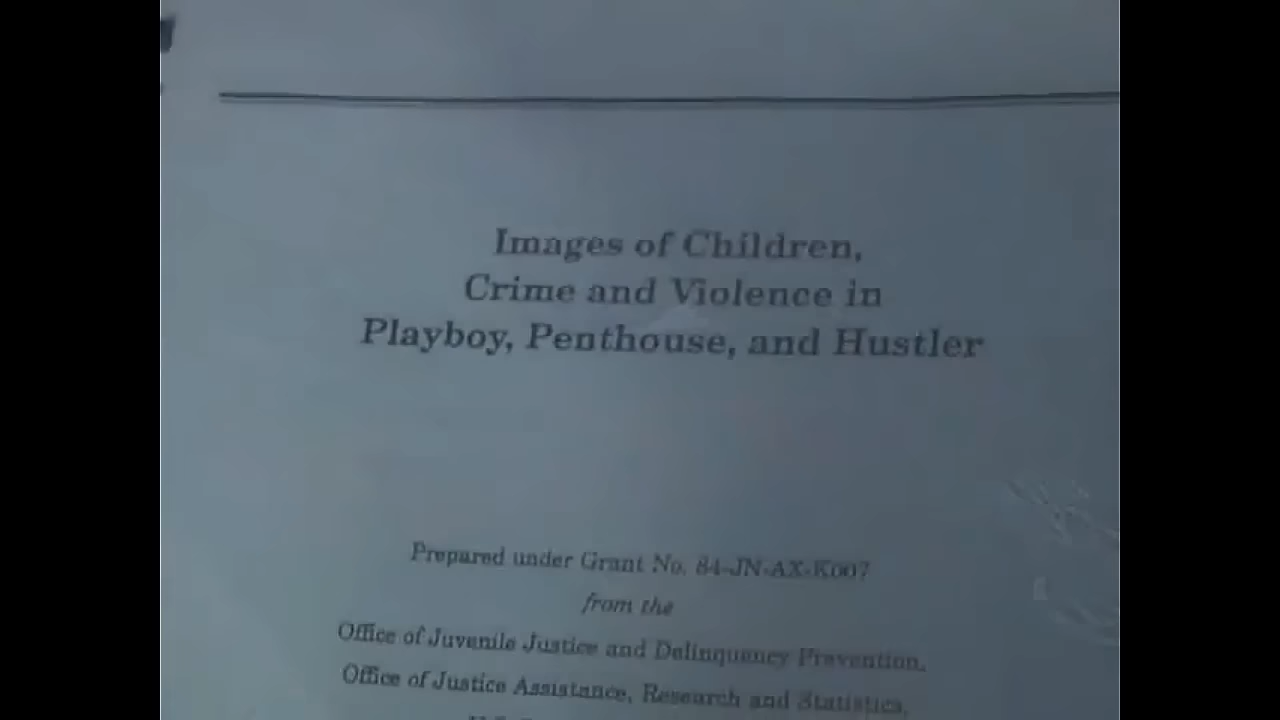 Images of Children,
Crime and Violence in
Playboy, Penthouse, and Hustler
Prepared under Grant No. 84-JN-AX-K007
from the
Office of Juvenile Justice and Delinquency Prevention,
Office of Justice Assistance, Research and Statistics,